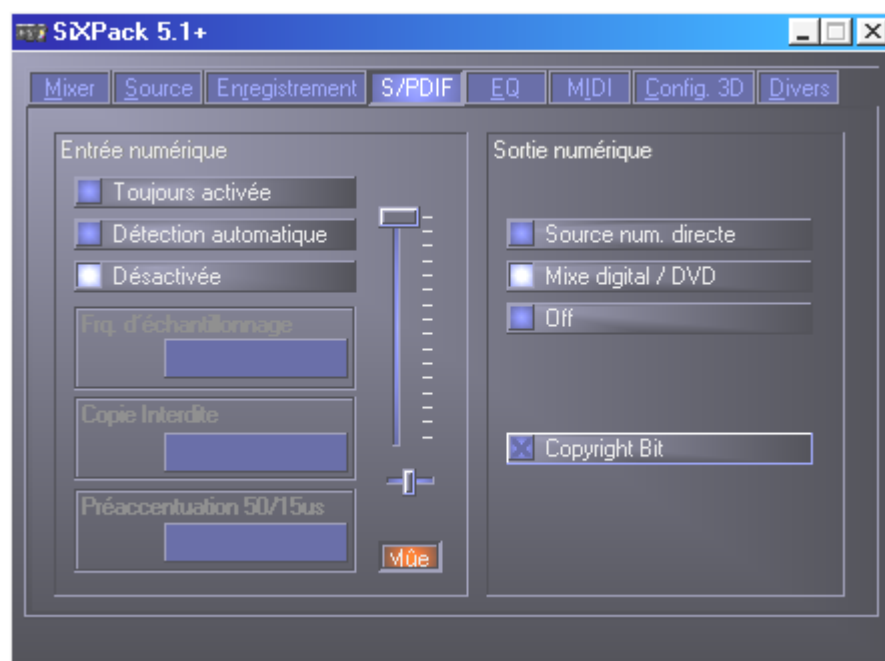 SiXPack 5.1+
Mixer Source Enregistrement S/PDIF EQ MIDI Config. 3D Divers
Entrée numérique
Toujours activée
Détection automatique
Désactivée
Frq. d'échantillonnage
Copie Interdite
Préaccentuation 50/15us
Mûe
Sortie numérique
Source num. directe
Mixe digital / DVD
Off
Copyright Bit